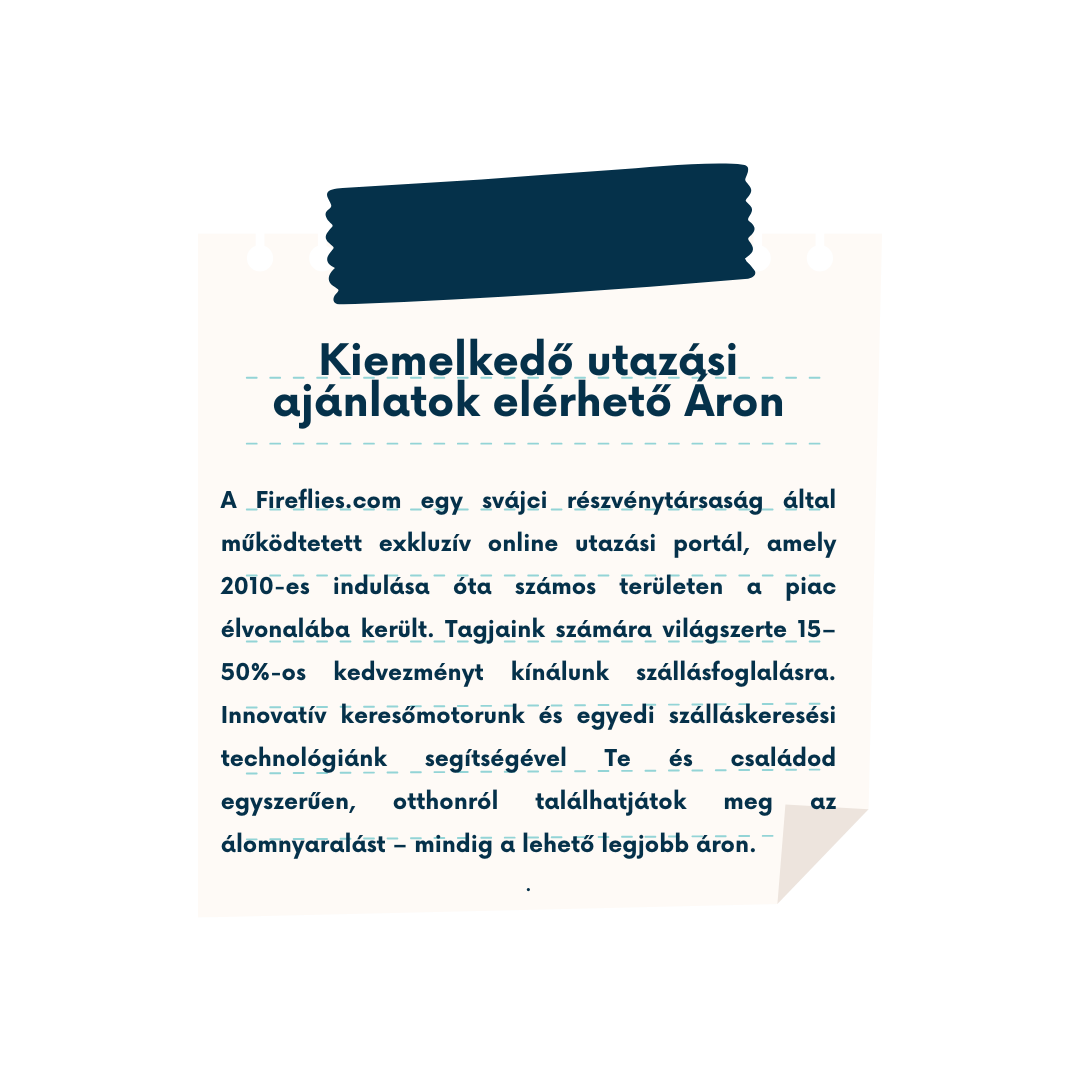 Kiemelkedő utazási
ajánlatok elérhető Áron
A Fireflies.com egy svájci részvénytársaság által
működtetett exkluzív online utazási portál, amely
2010-es indulása óta számos területen a piac
élvonalába került. Tagjaink számára világszerte 15–
50%-os kedvezményt kínálunk szállásfoglalásra.
Innovatív keresőmotorunk és egyedi szálláskeresési
technológiánk segítségével Te és családod
egyszerűen, otthonról találhatjátok meg az
álomnyaralást – mindig a lehető legjobb áron.
.